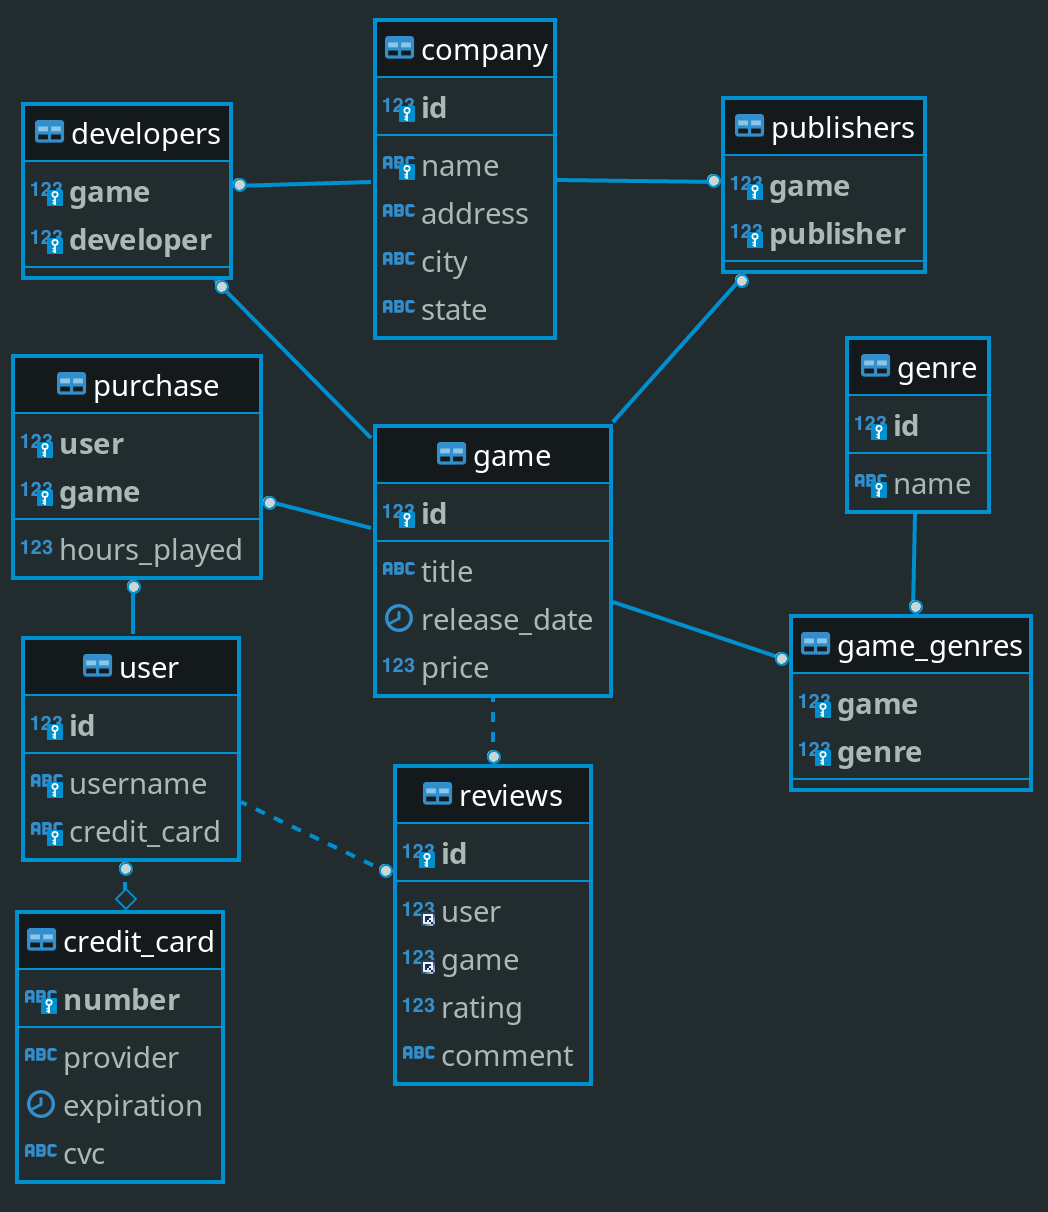 company
123 id
ABC name
ABC address
ABC city
ABC state
developers
123 game
123 developer
publishers
123 game
123 publisher
purchase
123 user
123 game
123 hours_played
genre
123 id
ABC name
game
123 id
ABC title
release_date
123 price
user
123 id
ABC username
ABC credit_card
game_genres
123 game
123 genre
reviews
123 id
123 user
123 game
123 rating
ABC comment
credit_card
ABC number
ABC provider
expiration
ABC cvc